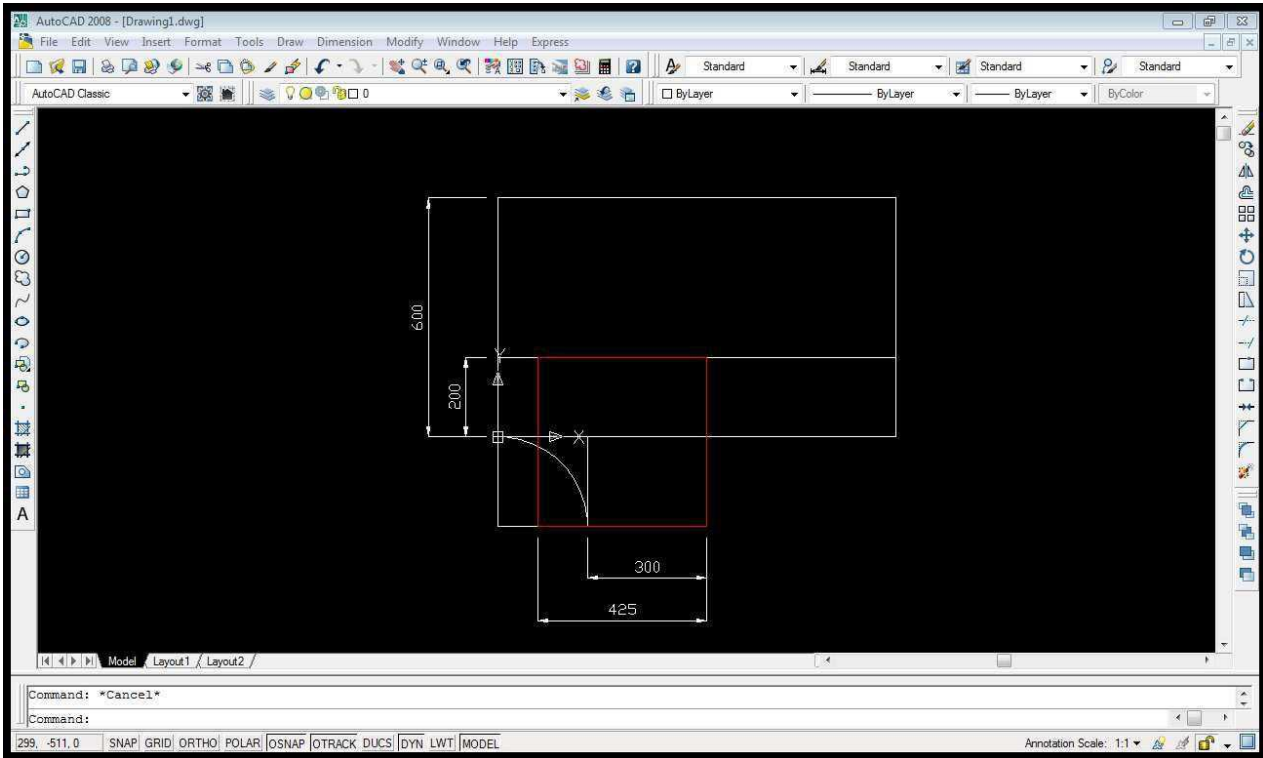 AutoCAD 2008 - [Drawing1.dwg]
File Edit View Insert Format Tools Draw Dimension Modify Window Help Express
Standard Standard Standard Standard
AutoCAD Classic 0 ByLayer ByLayer ByLayer ByColor
600
Y
200
X
300
425
A
Model Layout1 Layout2
Command: *Cancel*
Command:
299, -511, 0 SNAP GRID ORTHO POLAR OSNAP OTRACK DUCS DYN LWT MODEL Annotation Scale: 1:1